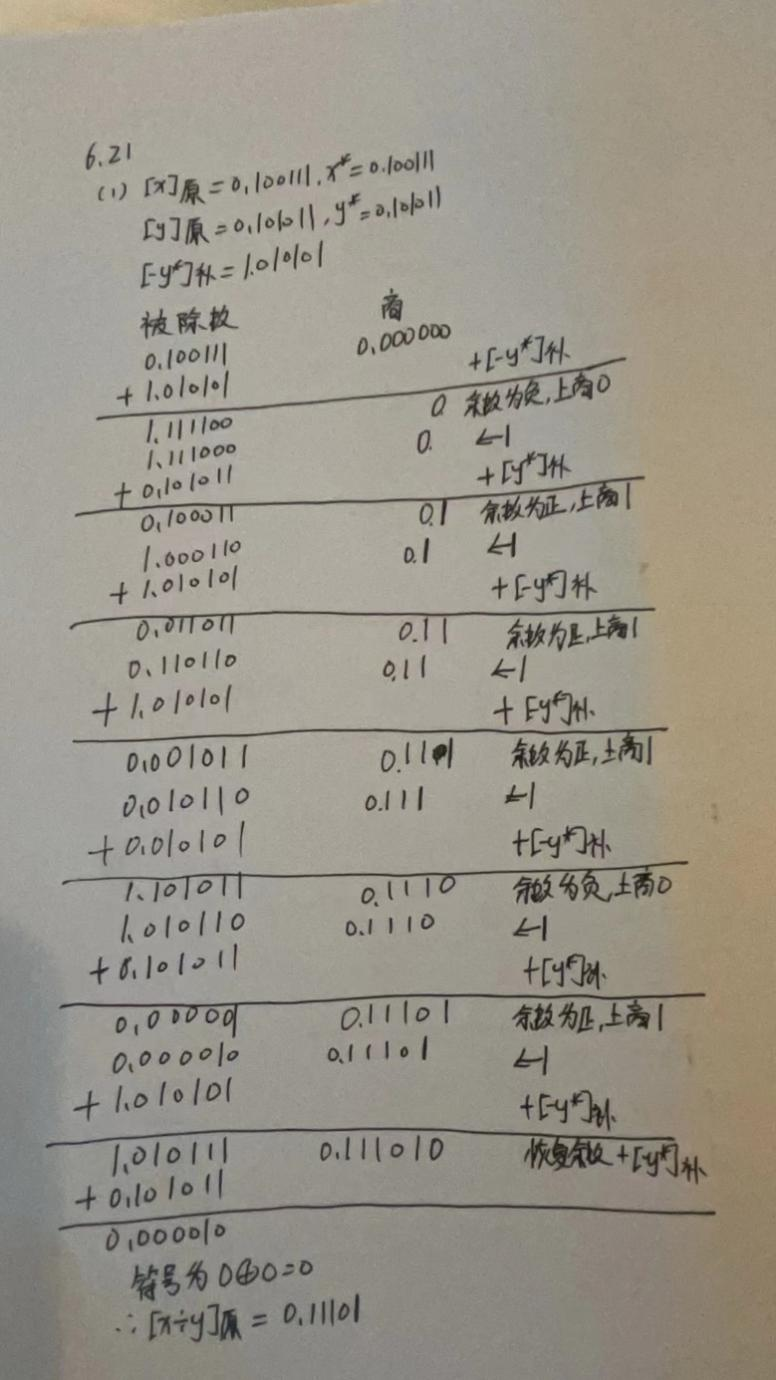 6.21
(1) [x]原=0,100111, x*=0.100111
[y]原=0,101011, y*=0,101011
[-y*]补=1.010101
被除数 商
0.100111 0,000000
+1.010101 +[-y*]补
1.111100 0 余数为负,上商0
1.111000 0. ←1
+0,101011 +[y*]补
0,100011 0.1 余数为正,上商1
1.000110 0.1 ←1
+1.010101 +[-y*]补
0.011011 0.11 余数为正,上商1
0,110110 0.11 ←1
+1,010101 +[-y*]补
0,001011 0.111 余数为正,上商1
0,010110 0.111 ←1
+0,010101 +[-y*]补
1.101011 0.1110 余数为负,上商0
1.010110 0.1110 ←1
+0.101011 +[y*]补
0,000001 0.11101 余数为正,上商1
0.000010 0.11101 ←1
+1.010101 +[-y*]补
1,010111 0.111010 恢复余数+[y*]补
+0,101011
0,000010
符号为0⊕0=0
∴[x÷y]原=0.11101